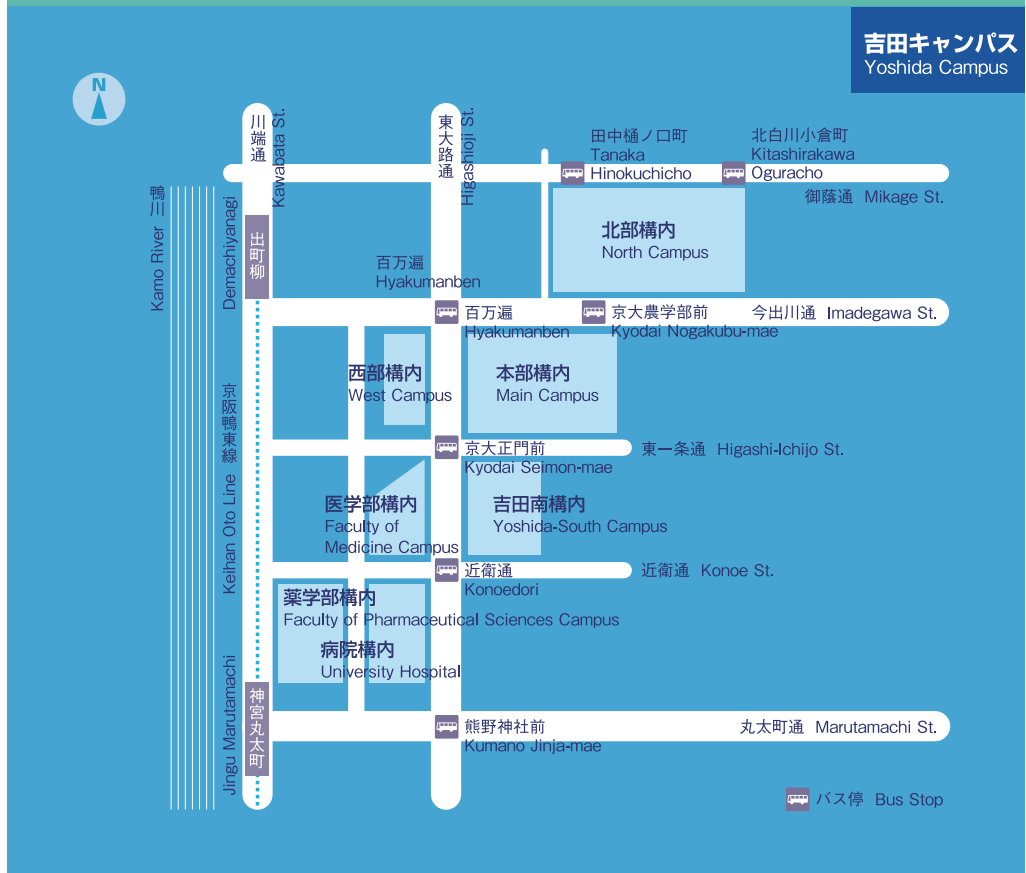 吉田キャンパス
Yoshida Campus
N
川端通
Kawabata St.
東大路通
Higashioji St.
田中樋ノ口町
Tanaka
Hinokuchicho
北白川小倉町
Kitashirakawa
Oguracho
御蔭通 Mikage St.
鴨川
Kamo River
出町柳
Demachiyanagi
北部構内
North Campus
百万遍
Hyakumanben
百万遍
Hyakumanben
京大農学部前
Kyodai Nogakubu-mae
今出川通 Imadegawa St.
西部構内
West Campus
本部構内
Main Campus
京阪鴨東線
Keihan Oto Line
京大正門前
Kyodai Seimon-mae
東一条通 Higashi-Ichijo St.
医学部構内
Faculty of
Medicine Campus
吉田南構内
Yoshida-South Campus
近衛通
Konoedori
近衛通 Konoe St.
薬学部構内
Faculty of Pharmaceutical Sciences Campus
病院構内
University Hospital
神宮丸太町
Jingu Marutamachi
熊野神社前
Kumano Jinja-mae
丸太町通 Marutamachi St.
バス停 Bus Stop